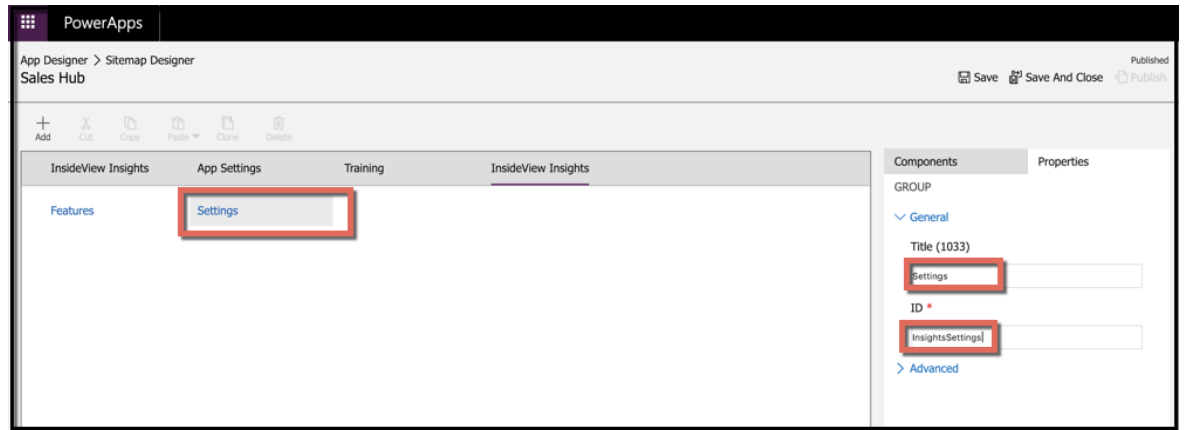 PowerApps
App Designer > Sitemap Designer
Sales Hub
Published
Save Save And Close Publish
Add Cut Copy Paste Clone Delete
InsideView Insights App Settings Training InsideView Insights
Features Settings
Components Properties
GROUP
General
Title (1033)
Settings
ID *
InsightsSettings
Advanced